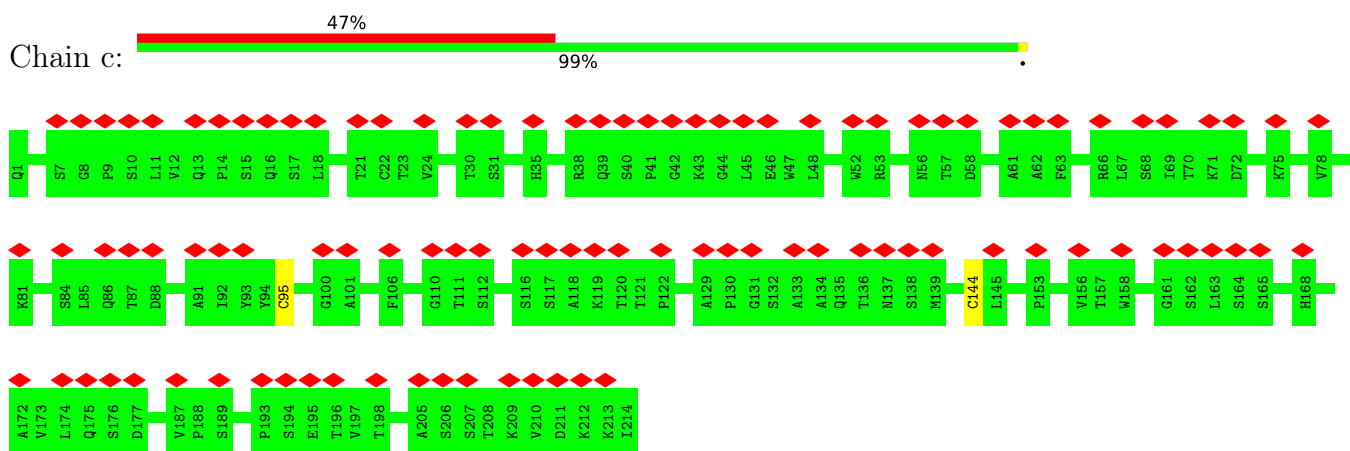 47%
Chain c:
99%
.
Q1 S7 G8 P9 S10 L11 V12 Q13 P14 S15 Q16 S17 L18 T21 C22 T23 V24 T30 S31 H35 R38 Q39 S40 P41 G42 K43 G44 L45 E46 W47 L48 W52 R53 N56 T57 D58 A61 A62 F63 R66 L67 S68 I69 T70 K71 D72 K75 V78
K81 S84 L85 Q86 T87 D88 A91 I92 Y93 Y94 C95 G100 A101 F106 G110 T111 S112 S116 S117 A118 K119 T120 T121 P122 A129 P130 G131 S132 A133 A134 Q135 T136 N137 S138 M139 C144 L145 P153 V156 T157 W158 G161 S162 L163 S164 S165 H168
A172 V173 L174 Q175 S176 D177 V187 P188 S189 P193 S194 E195 T196 V197 T198 A205 S206 S207 T208 K209 V210 D211 K212 K213 I214